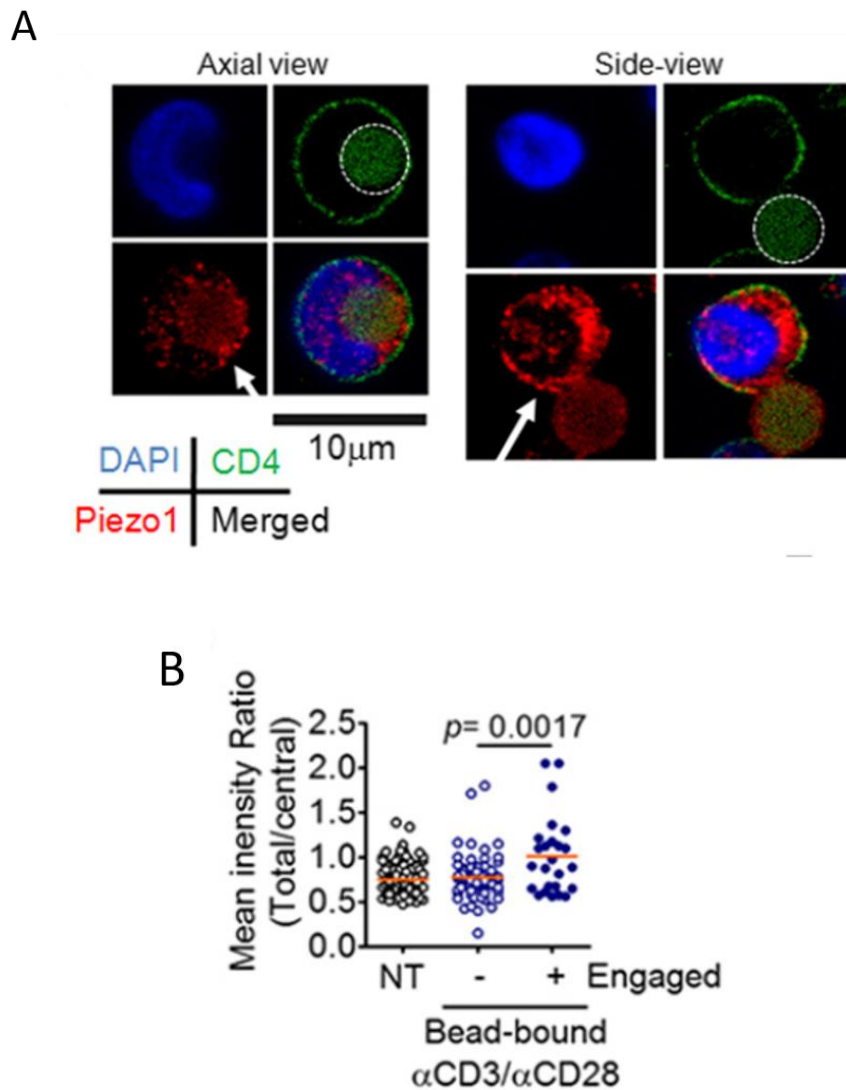 A
Axial view
Side-view
10μm
DAPI CD4
Piezo1 Merged
B
Mean inensity Ratio
(Total/central)
2.5
2.0
1.5
1.0
0.5
0.0
p= 0.0017
NT - + Engaged
Bead-bound
αCD3/αCD28